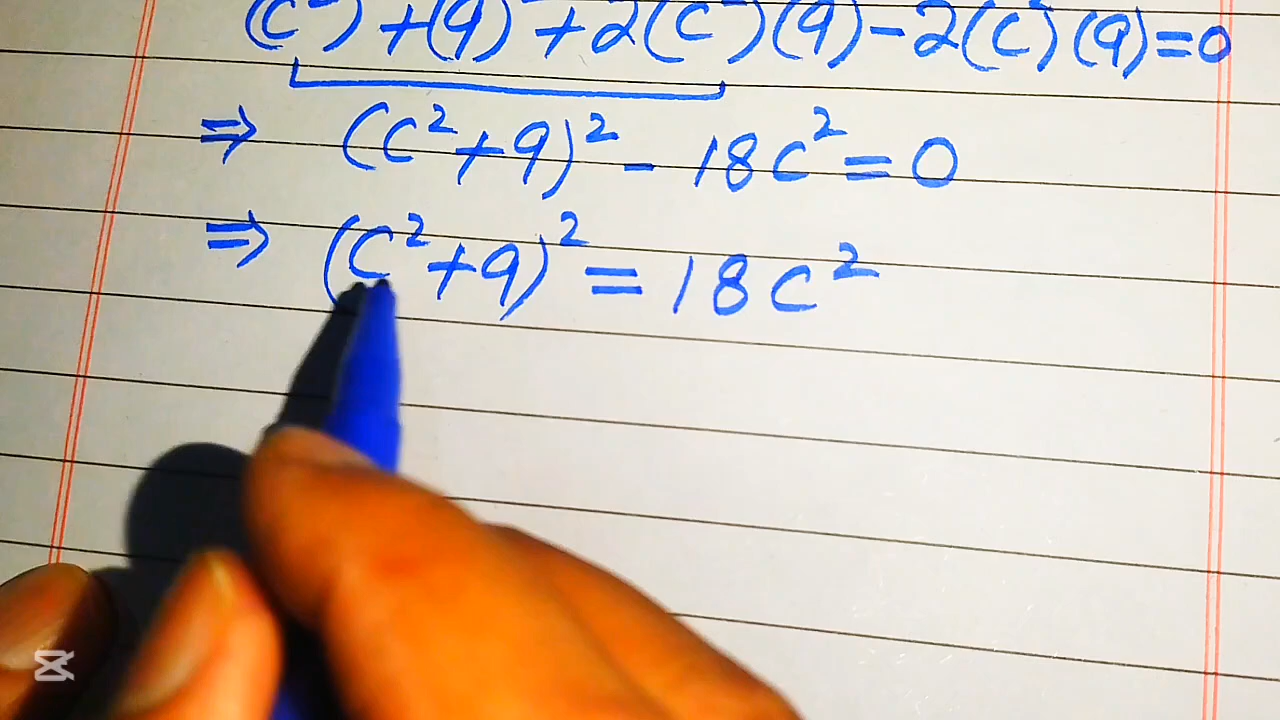 (c²)²+(9)²+2(c²)(9)-2(c²)(9)=0
⇒ (c²+9)² - 18c² = 0
⇒ (c²+9)² = 18c²